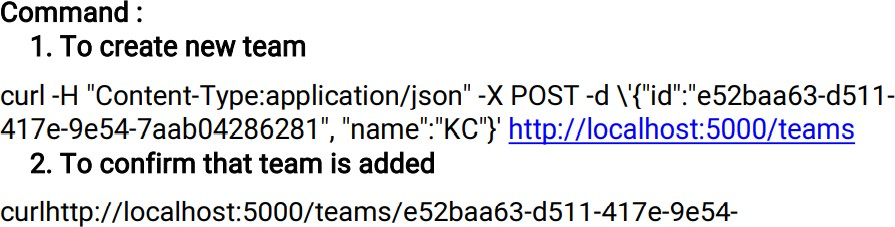 Command :
1. To create new team
curl -H "Content-Type:application/json" -X POST -d \'{"id":"e52baa63-d511-
417e-9e54-7aab04286281", "name":"KC"}' http://localhost:5000/teams
2. To confirm that team is added
curlhttp://localhost:5000/teams/e52baa63-d511-417e-9e54-